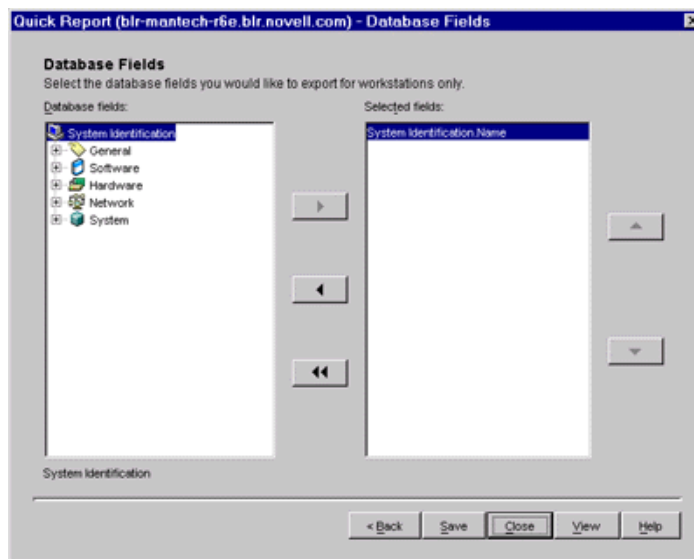 Quick Report (blr-mantech-r6e.blr.novell.com) - Database Fields
Database Fields
Select the database fields you would like to export for workstations only.
Database fields:
Selected fields:
System Identification
General
Software
Hardware
Network
System
System Identification.Name
System Identification
< Back
Save
Close
View
Help